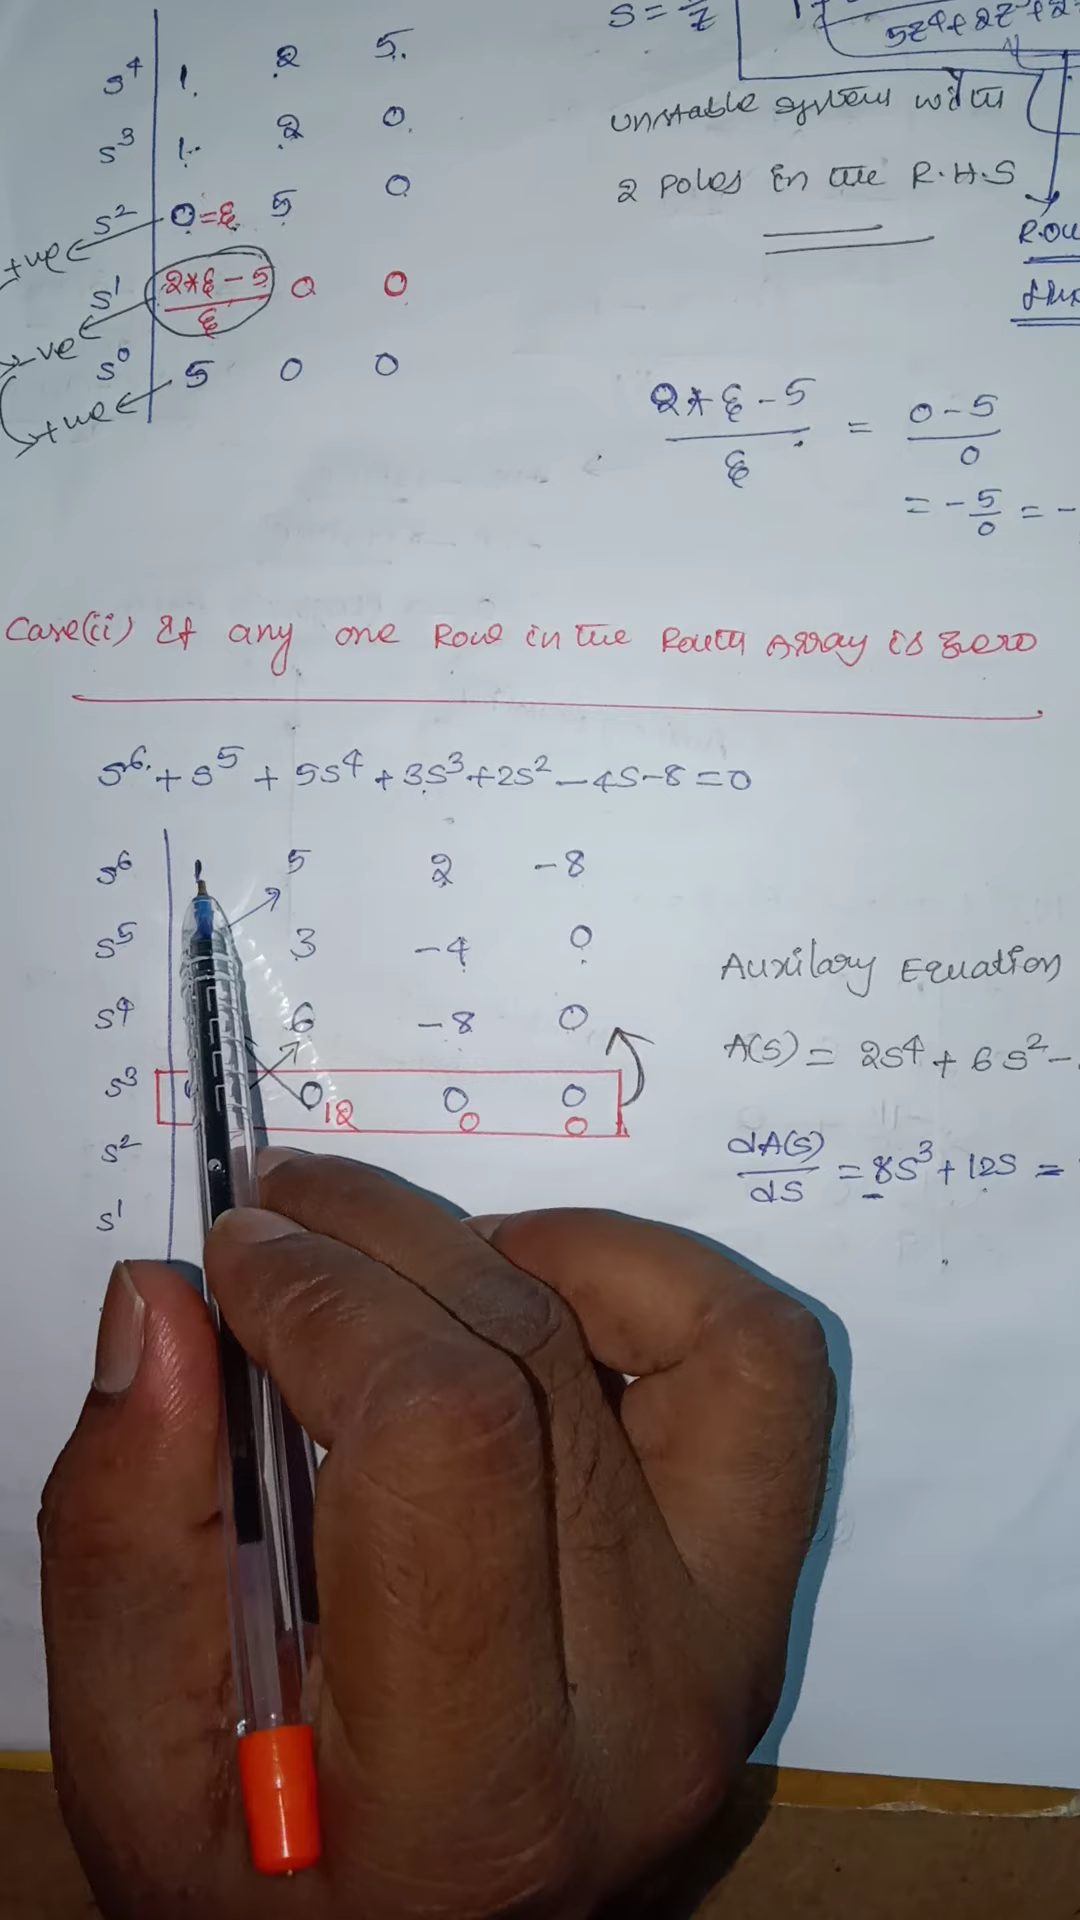 S =
5z⁴+2z³+2
s⁴ 1 2 5
s³ 1 2 0
s² 0=ε 5 0
+ve
s¹ 2*ε-5/ε 0 0
-ve
s⁰ 5 0 0
+ve
unstable system with
2 poles in the R.H.S
2*ε-5/ε = 0-5/0
= -5/0 = -
Case(ii) If any one Row in the Routh Array is zero
s⁶ + s⁵ + 5s⁴ + 3s³ + 2s² - 4s - 8 = 0
s⁶ 1 5 2 -8
s⁵ 3 -4 0
s⁴ 6 -8 0
s³ 0 0 0
12 0 0
s²
s¹
Auxilary Equation
A(s) = 2s⁴ + 6s² -
dA(s)/ds = 8s³ + 12s =